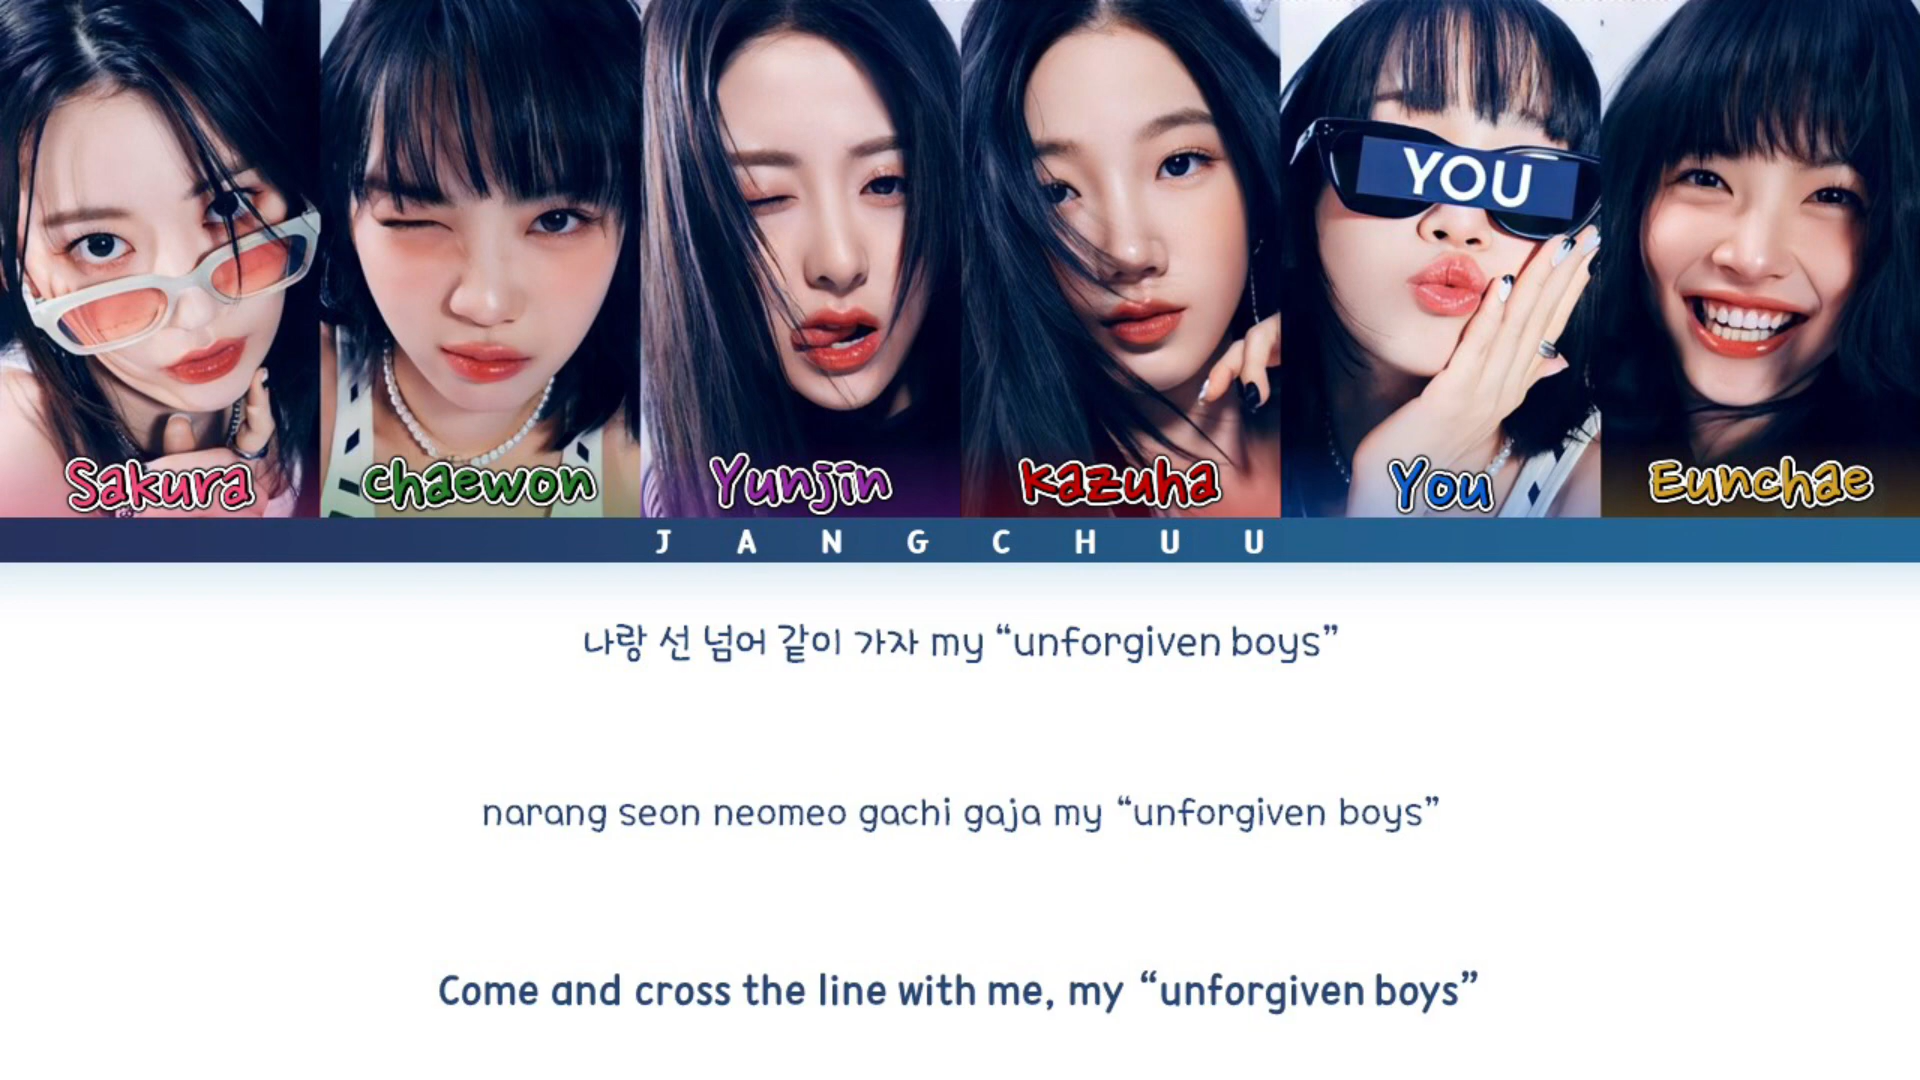 YOU
Sakura chaewon Yunjin Kazuha You Eunchae
JANGCHUU
나랑 선 넘어 같이 가자 my “unforgiven boys”
narang seon neomeo gachi gaja my “unforgiven boys”
Come and cross the line with me, my “unforgiven boys”